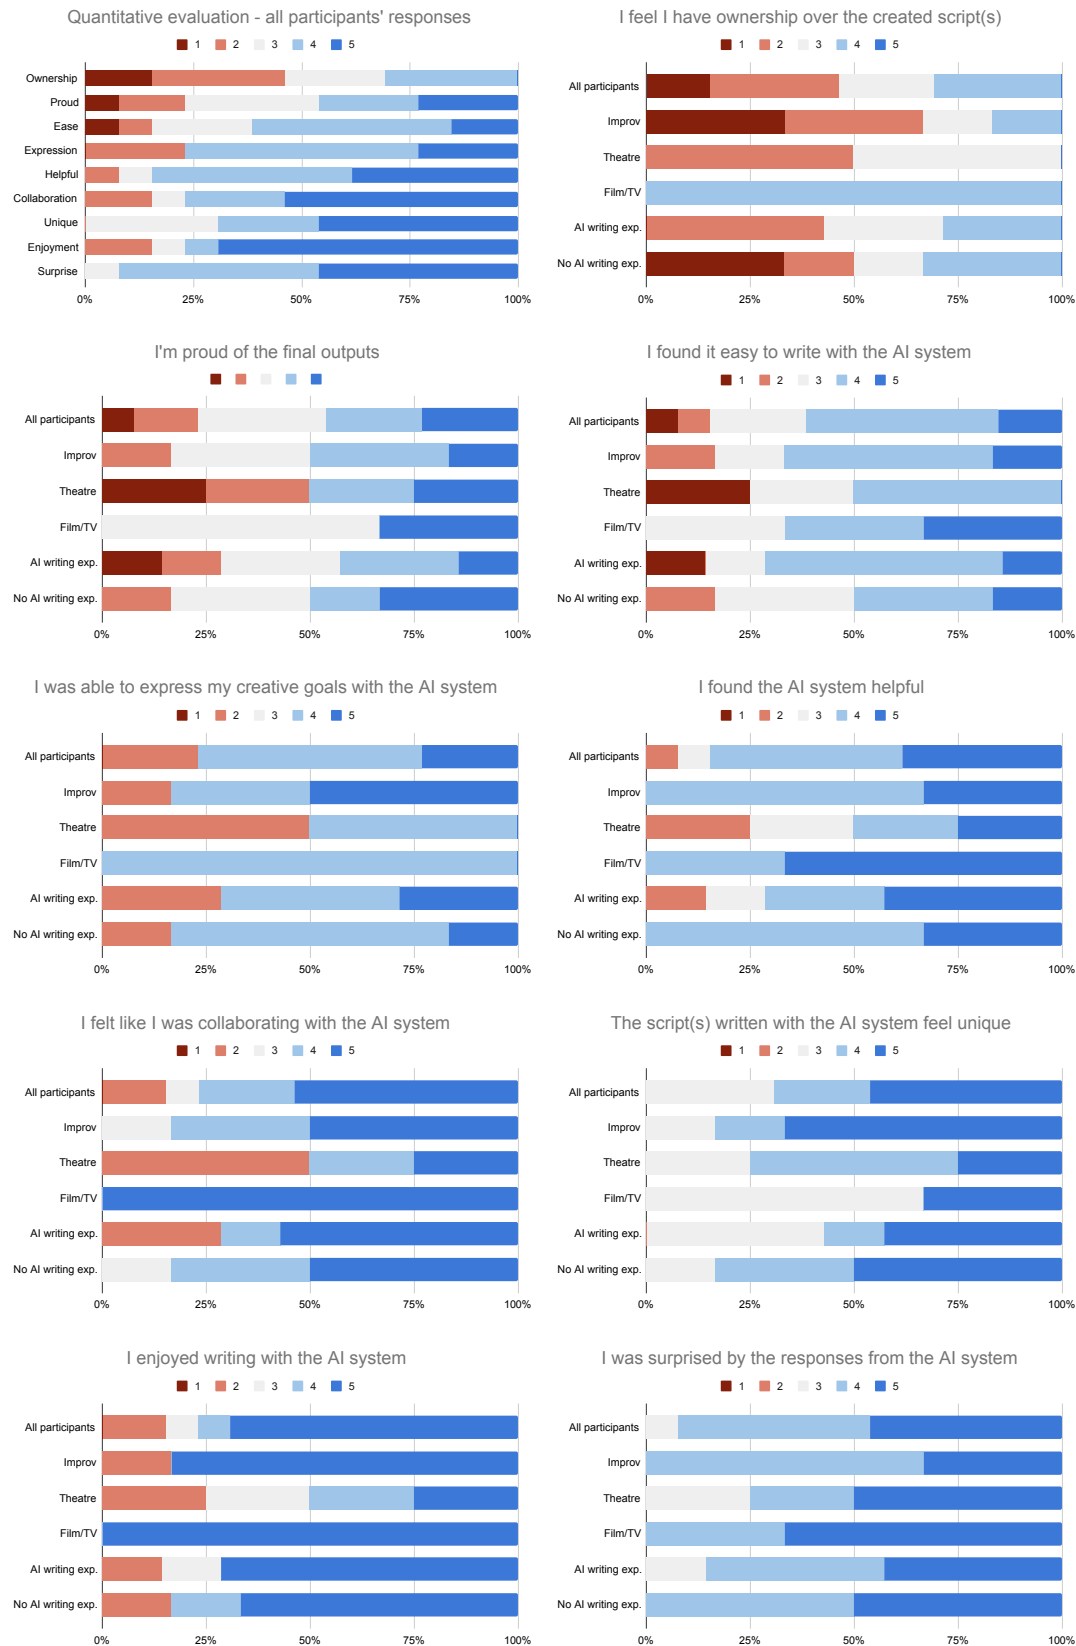 Quantitative evaluation - all participants' responses
1 2 3 4 5
Ownership
Proud
Ease
Expression
Helpful
Collaboration
Unique
Enjoyment
Surprise
0% 25% 50% 75% 100%
I feel I have ownership over the created script(s)
1 2 3 4 5
All participants
Improv
Theatre
Film/TV
AI writing exp.
No AI writing exp.
0% 25% 50% 75% 100%
I'm proud of the final outputs
All participants
Improv
Theatre
Film/TV
AI writing exp.
No AI writing exp.
0% 25% 50% 75% 100%
I found it easy to write with the AI system
1 2 3 4 5
All participants
Improv
Theatre
Film/TV
AI writing exp.
No AI writing exp.
0% 25% 50% 75% 100%
I was able to express my creative goals with the AI system
1 2 3 4 5
All participants
Improv
Theatre
Film/TV
AI writing exp.
No AI writing exp.
0% 25% 50% 75% 100%
I found the AI system helpful
1 2 3 4 5
All participants
Improv
Theatre
Film/TV
AI writing exp.
No AI writing exp.
0% 25% 50% 75% 100%
I felt like I was collaborating with the AI system
1 2 3 4 5
All participants
Improv
Theatre
Film/TV
AI writing exp.
No AI writing exp.
0% 25% 50% 75% 100%
The script(s) written with the AI system feel unique
1 2 3 4 5
All participants
Improv
Theatre
Film/TV
AI writing exp.
No AI writing exp.
0% 25% 50% 75% 100%
I enjoyed writing with the AI system
1 2 3 4 5
All participants
Improv
Theatre
Film/TV
AI writing exp.
No AI writing exp.
0% 25% 50% 75% 100%
I was surprised by the responses from the AI system
1 2 3 4 5
All participants
Improv
Theatre
Film/TV
AI writing exp.
No AI writing exp.
0% 25% 50% 75% 100%